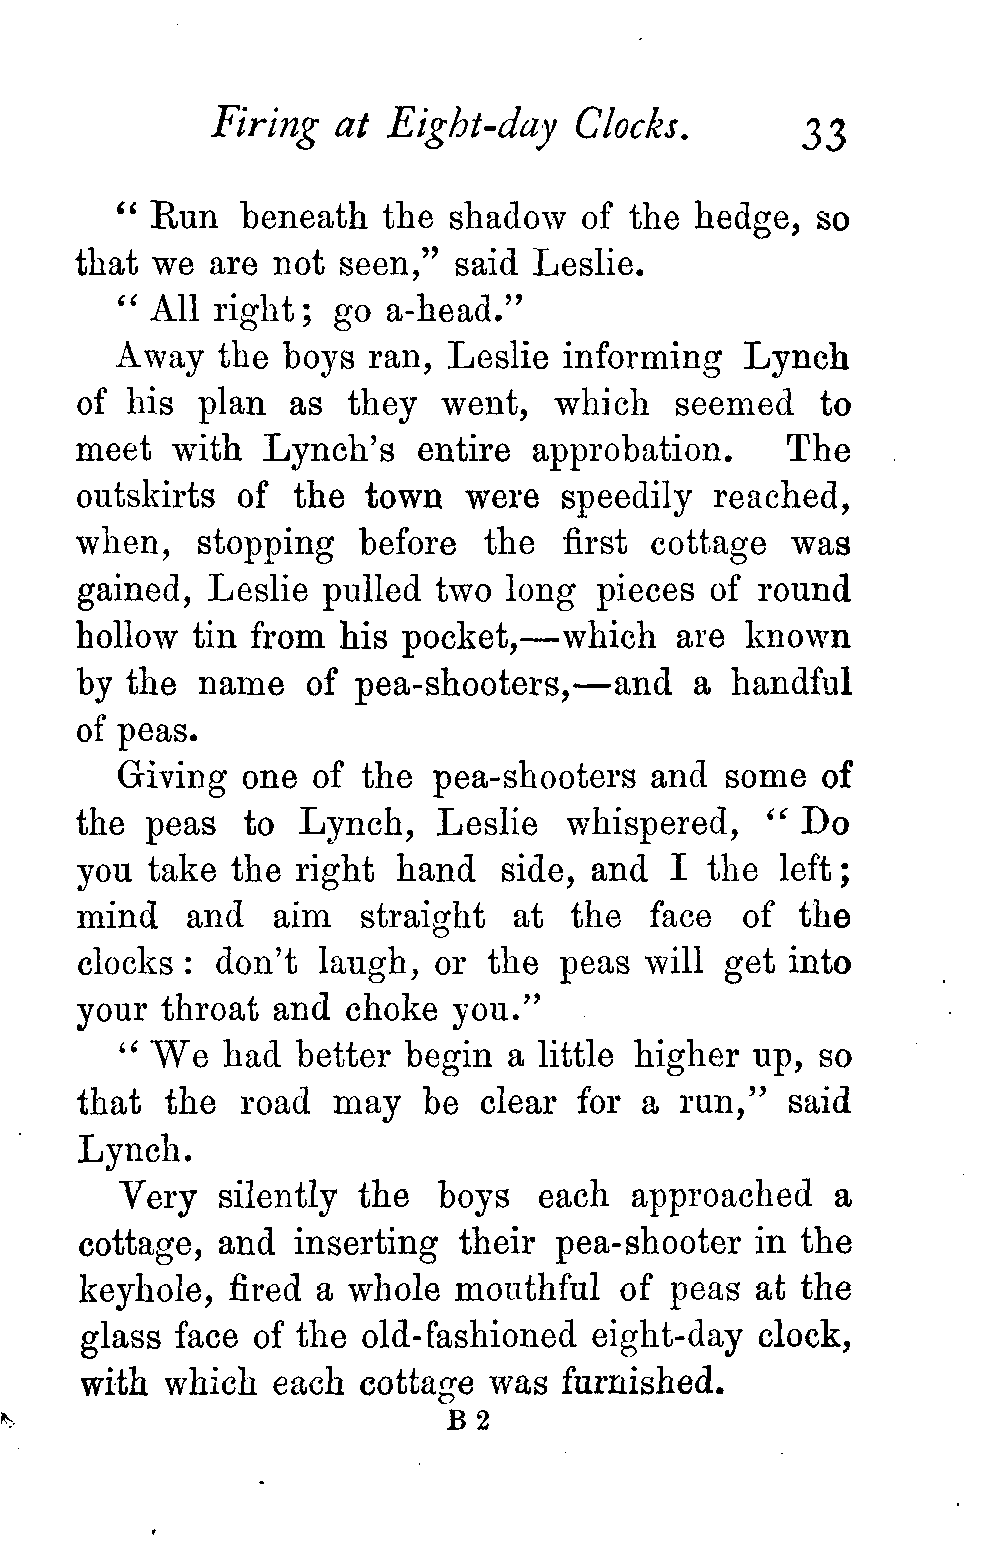 Firing at Eight-day Clocks. 33
“ Run beneath the shadow of the hedge, so
that we are not seen,” said Leslie.
“ All right ; go a-head.”
Away the boys ran, Leslie informing Lynch
of his plan as they went, which seemed to
meet with Lynch’s entire approbation. The
outskirts of the town were speedily reached,
when, stopping before the first cottage was
gained, Leslie pulled two long pieces of round
hollow tin from his pocket,—which are known
by the name of pea-shooters,—and a handful
of peas.
Giving one of the pea-shooters and some of
the peas to Lynch, Leslie whispered, “ Do
you take the right hand side, and I the left ;
mind and aim straight at the face of the
clocks : don’t laugh, or the peas will get into
your throat and choke you.”
“ We had better begin a little higher up, so
that the road may be clear for a run,” said
Lynch.
Very silently the boys each approached a
cottage, and inserting their pea-shooter in the
keyhole, fired a whole mouthful of peas at the
glass face of the old-fashioned eight-day clock,
with which each cottage was furnished.
B 2